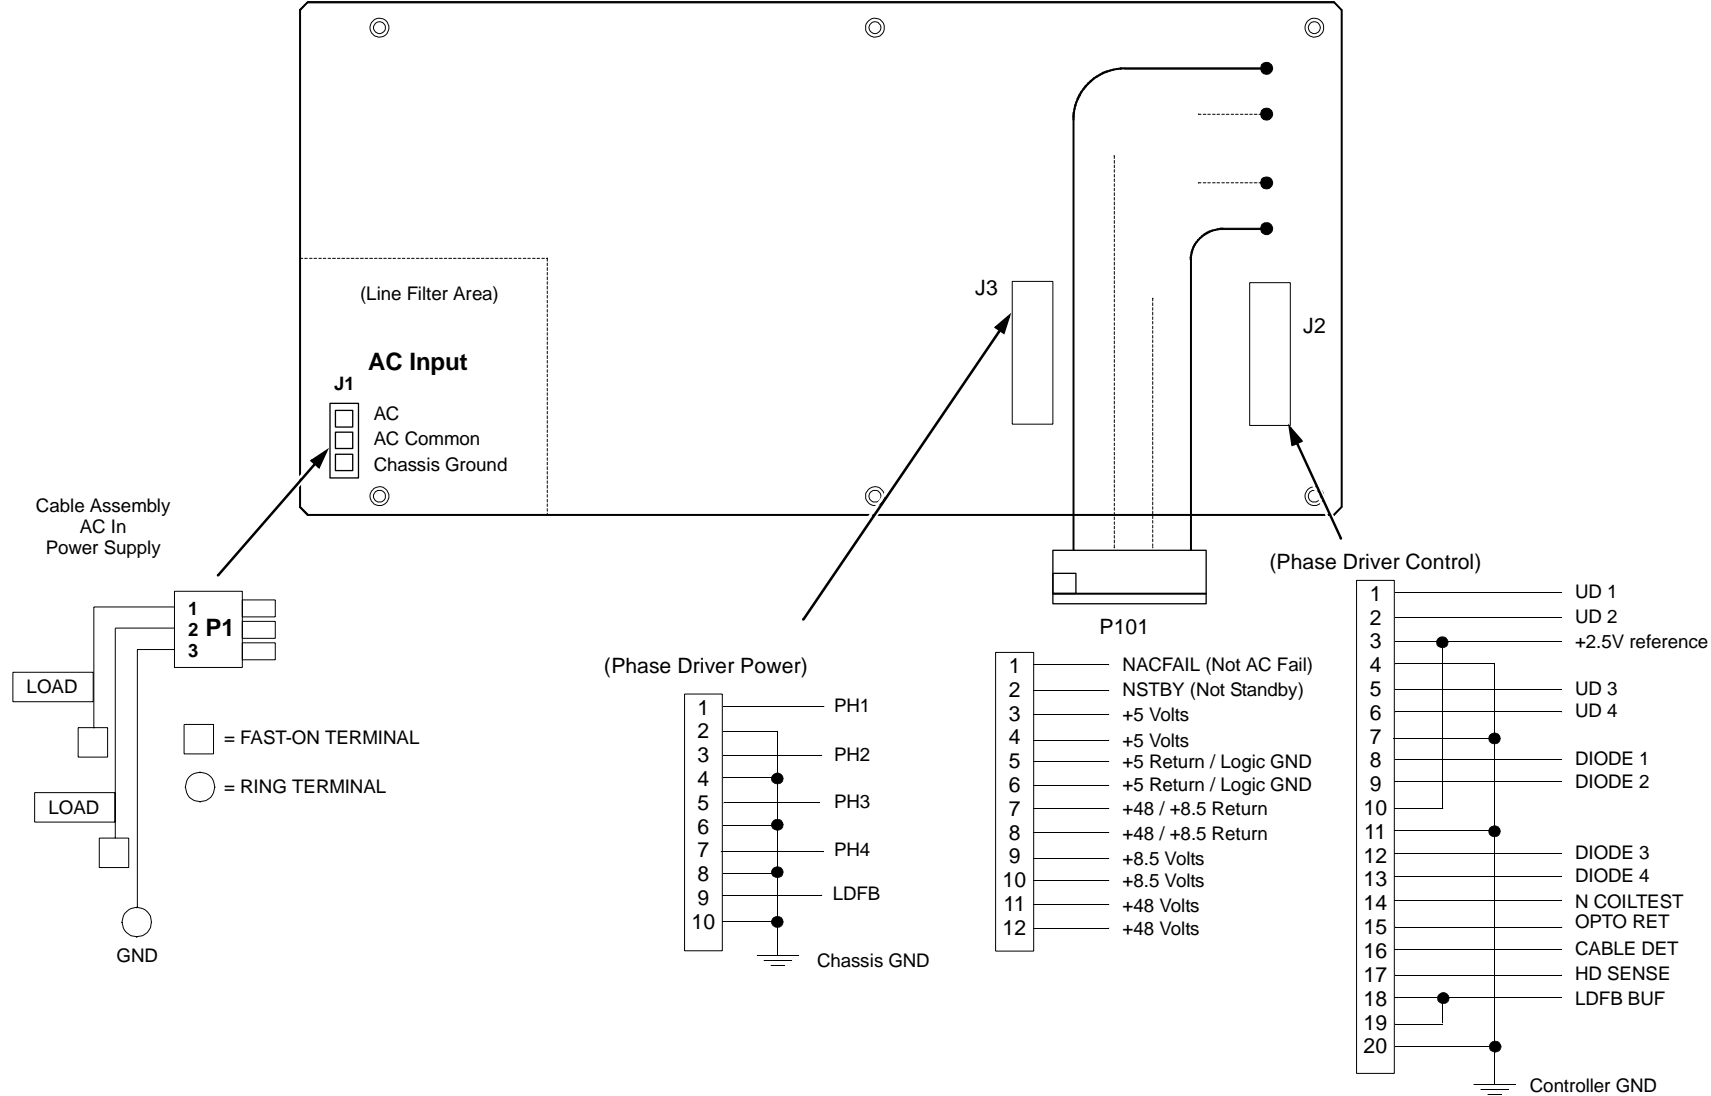 (Line Filter Area)
AC Input
J1
AC
AC Common
Chassis Ground
J3
J2
Cable Assembly
AC In
Power Supply
1
2
3
P1
LOAD
LOAD
= FAST-ON TERMINAL
= RING TERMINAL
GND
(Phase Driver Power)
1 PH1
2
3 PH2
4
5 PH3
6
7 PH4
8
9 LDFB
10
Chassis GND
P101
1 NACFAIL (Not AC Fail)
2 NSTBY (Not Standby)
3 +5 Volts
4 +5 Volts
5 +5 Return / Logic GND
6 +5 Return / Logic GND
7 +48 / +8.5 Return
8 +48 / +8.5 Return
9 +8.5 Volts
10 +8.5 Volts
11 +48 Volts
12 +48 Volts
(Phase Driver Control)
1 UD 1
2 UD 2
3 +2.5V reference
4
5 UD 3
6 UD 4
7
8 DIODE 1
9 DIODE 2
10
11
12 DIODE 3
13 DIODE 4
14 N COILTEST
15 OPTO RET
16 CABLE DET
17 HD SENSE
18 LDFB BUF
19
20
Controller GND